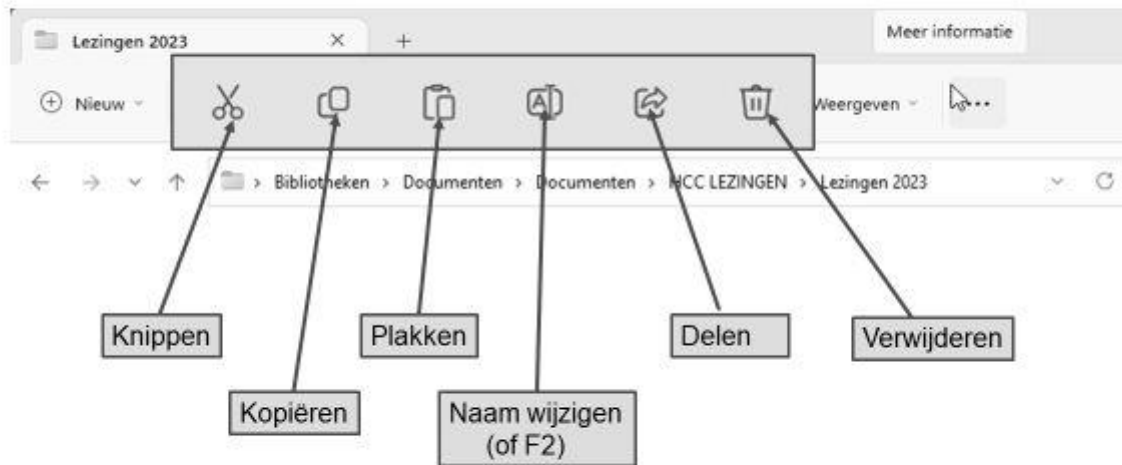 Lezingen 2023
Meer informatie
Nieuw
Weergeven
Bibliotheken > Documenten > Documenten > HCC LEZINGEN > Lezingen 2023
Knippen
Plakken
Delen
Verwijderen
Kopiëren
Naam wijzigen
(of F2)